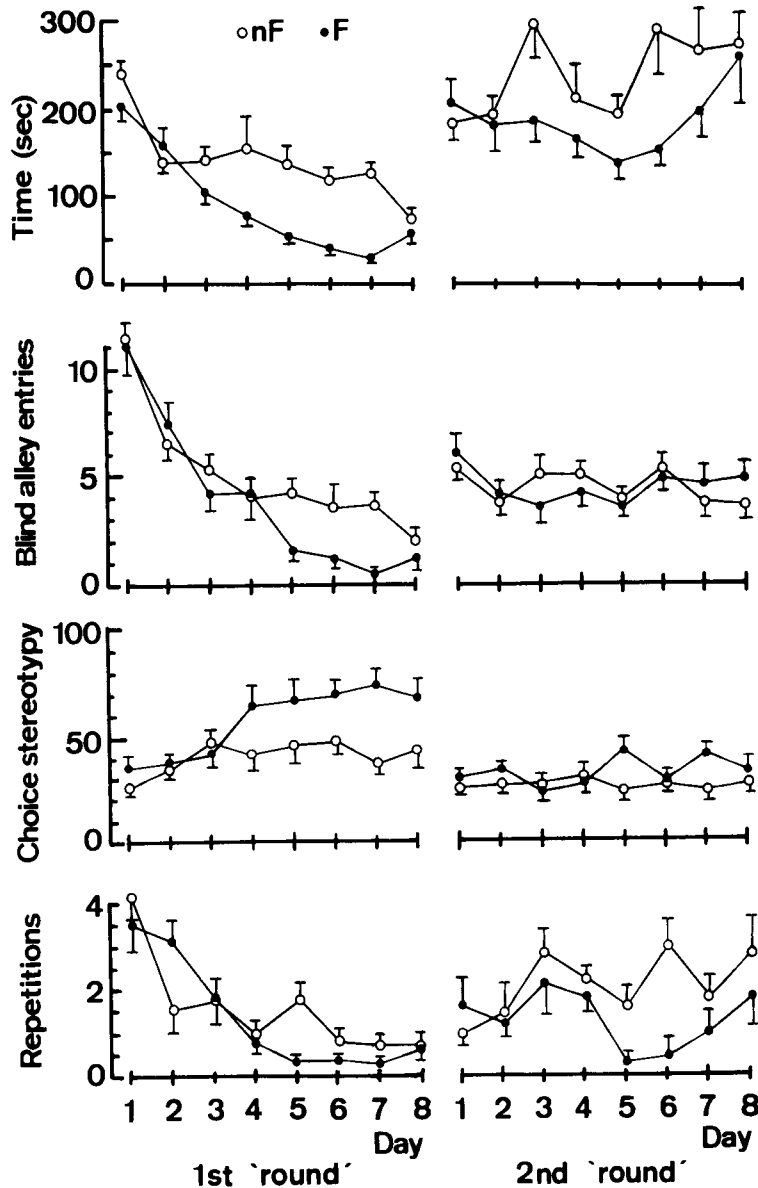 300
200
100
0
Time (sec)
○ nF ● F
10
5
0
Blind alley entries
100
50
0
Choice stereotypy
4
2
0
Repetitions
1 2 3 4 5 6 7 8
Day
1st 'round'
1 2 3 4 5 6 7 8
Day
2nd 'round'